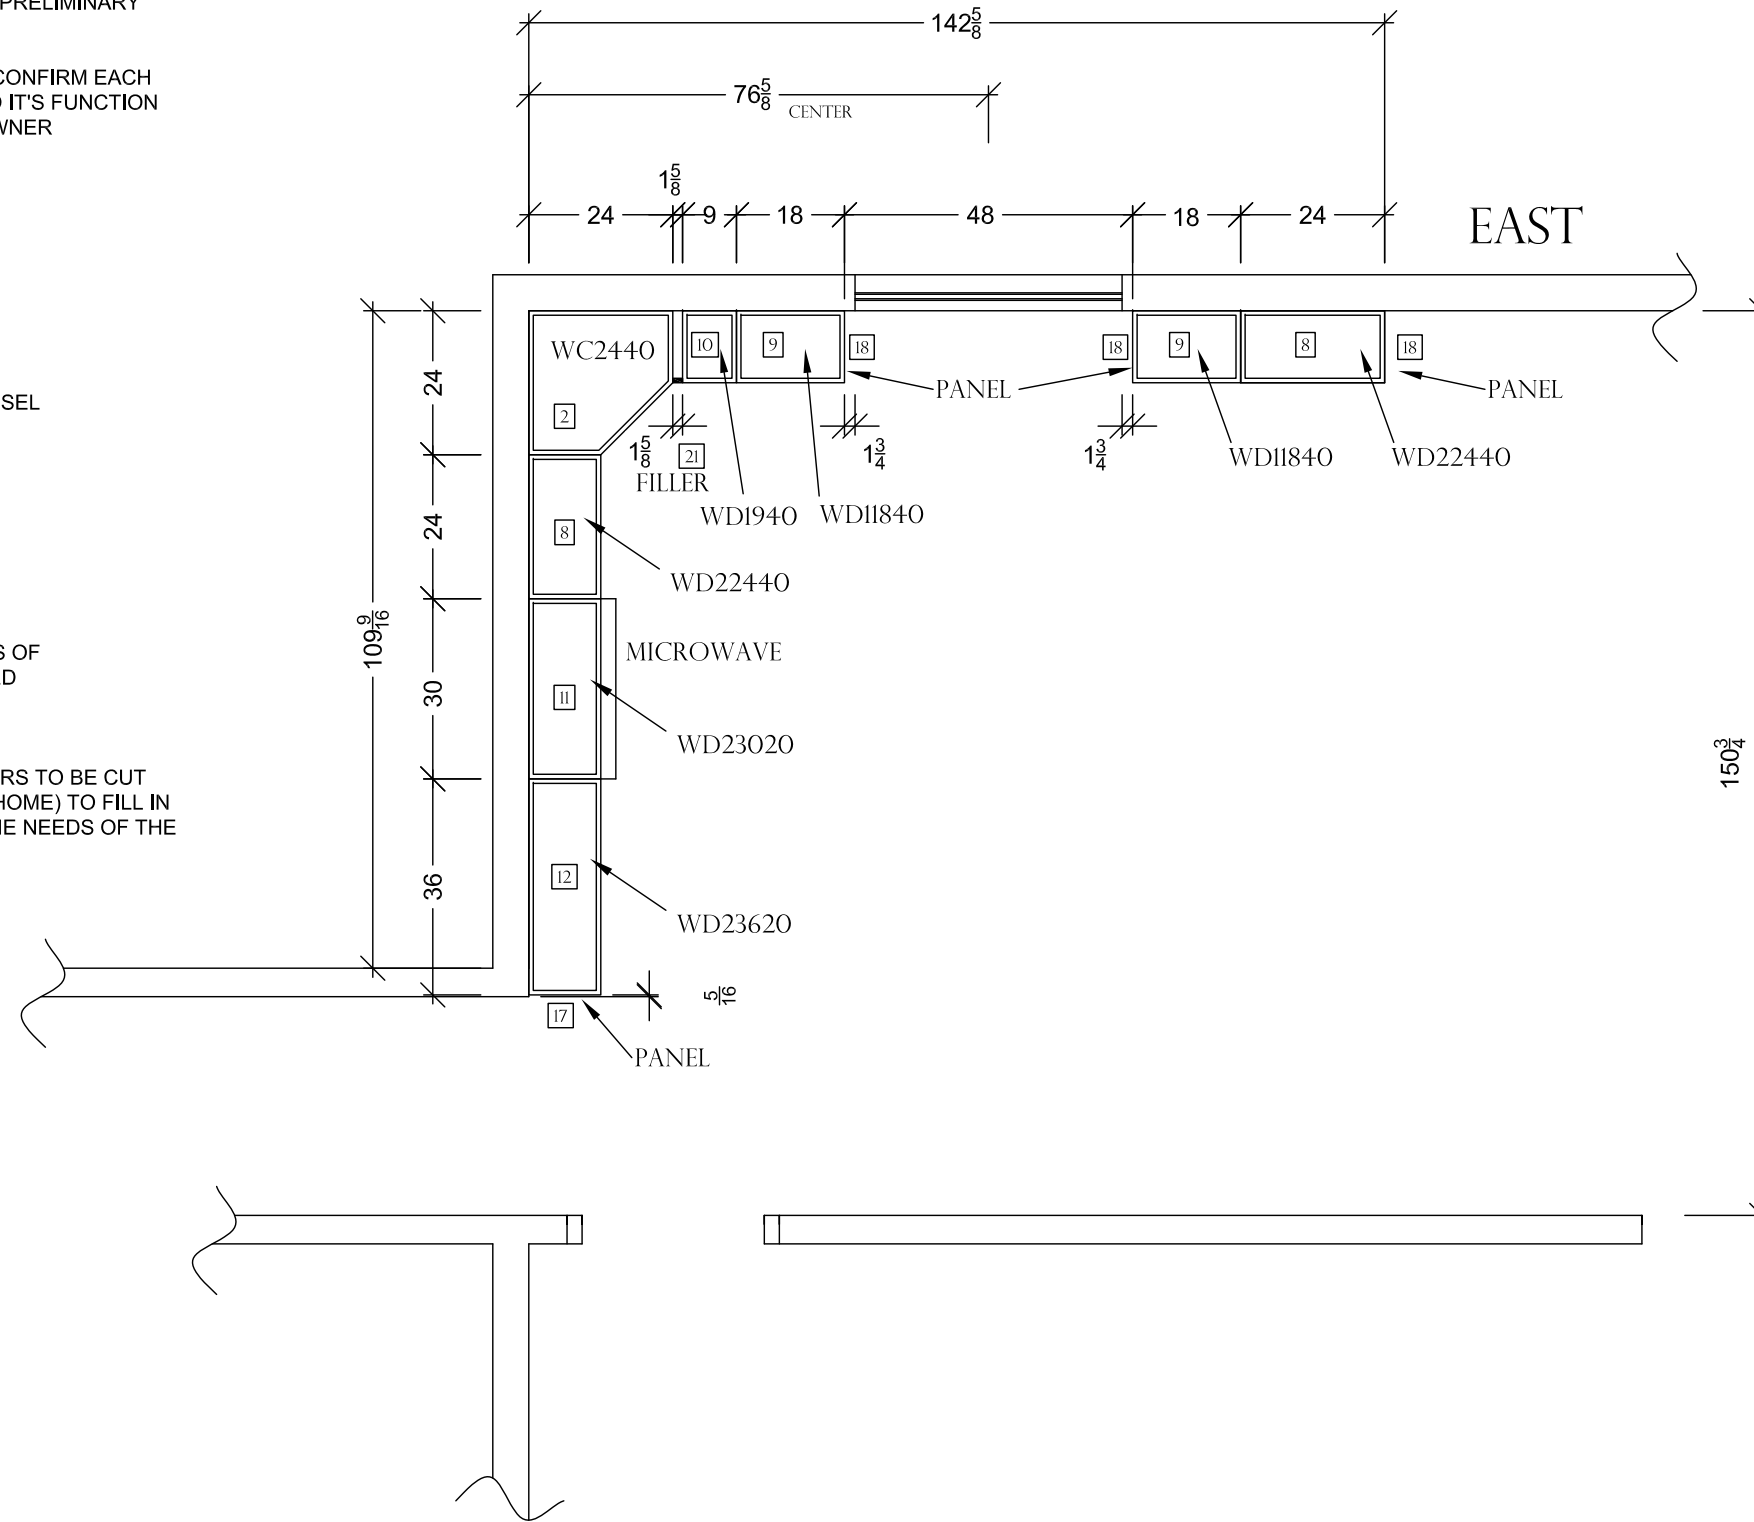 PRELIMINARY
CONFIRM EACH
IT'S FUNCTION
SEL
S OF
RS TO BE CUT
HOME) TO FILL IN
NEEDS OF THE
142 5/8
76 5/8
CENTER
1 5/8
24
9
18
48
18
24
EAST
WC2440
2
10
9
18
18
9
8
18
PANEL
PANEL
1 5/8
21
FILLER
1 3/4
1 3/4
WD1940
WD11840
WD11840
WD22440
24
24
30
36
109 9/16
8
WD22440
MICROWAVE
11
WD23020
12
WD23620
5/16
17
PANEL
150 3/4